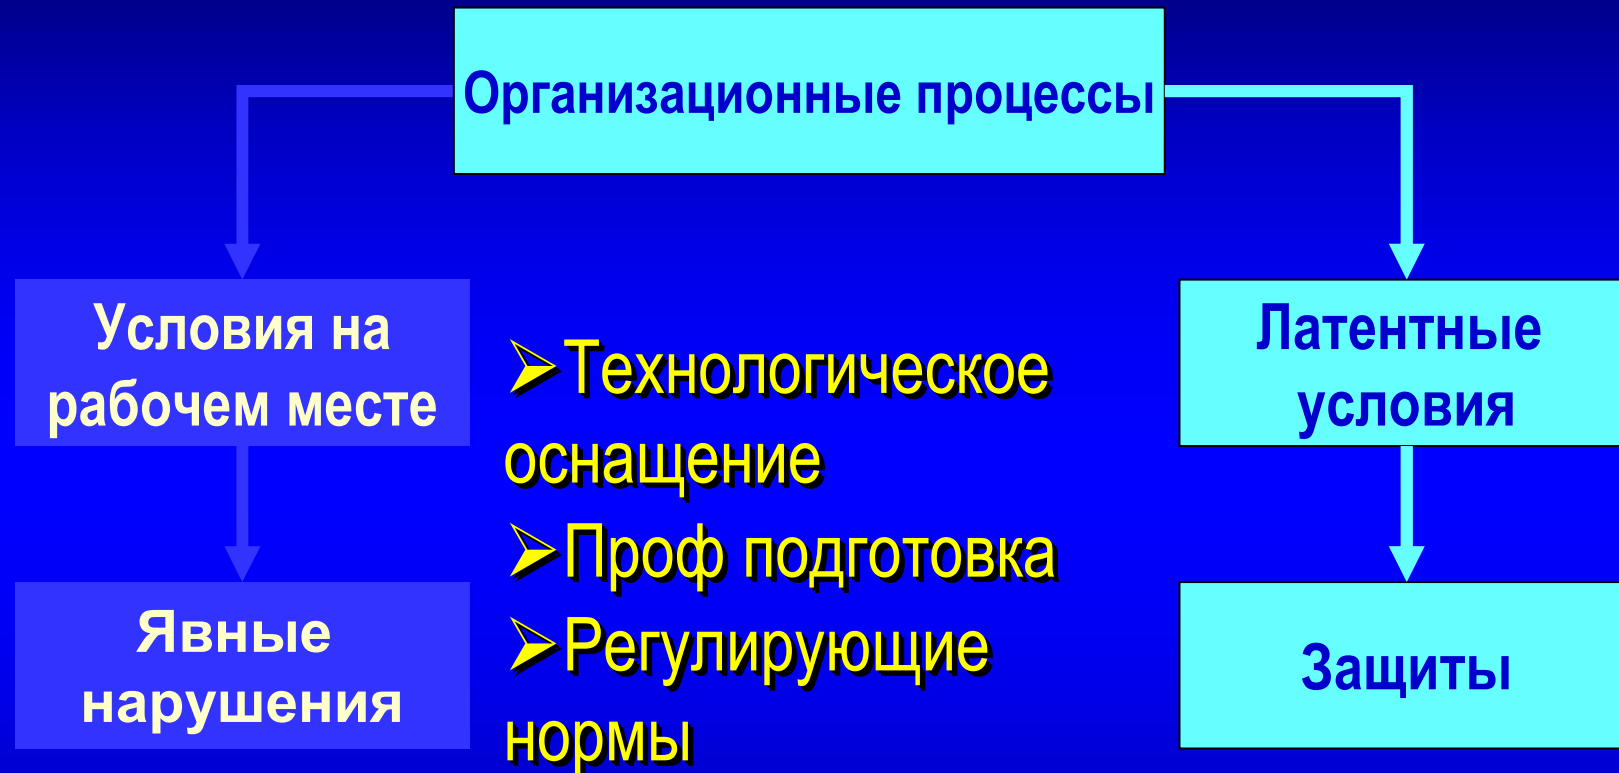 Организационные процессы
Условия на
рабочем месте
Явные
нарушения
➢Технологическое
оснащение
➢Проф подготовка
➢Регулирующие
нормы
Латентные
условия
Защиты